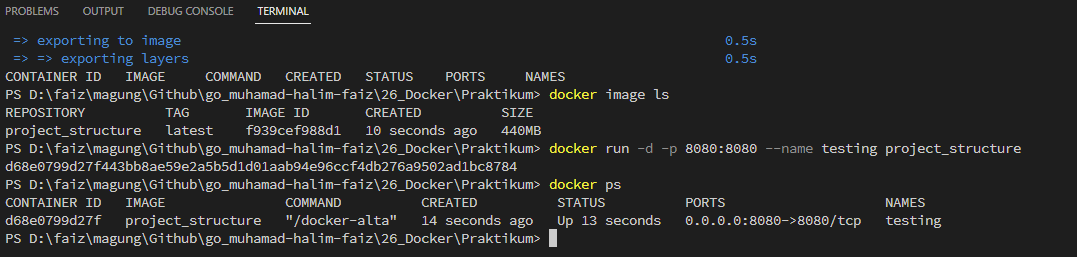 PROBLEMS OUTPUT DEBUG CONSOLE TERMINAL
=> exporting to image 0.5s
=> => exporting layers 0.5s
CONTAINER ID IMAGE COMMAND CREATED STATUS PORTS NAMES
PS D:\faiz\magung\Github\go_muhamad-halim-faiz\26_Docker\Praktikum> docker image ls
REPOSITORY TAG IMAGE ID CREATED SIZE
project_structure latest f939cef988d1 10 seconds ago 440MB
PS D:\faiz\magung\Github\go_muhamad-halim-faiz\26_Docker\Praktikum> docker run -d -p 8080:8080 --name testing project_structure
d68e0799d27f443bb8ae59e2a5b5d1d01aab94e96ccf4db276a9502ad1bc8784
PS D:\faiz\magung\Github\go_muhamad-halim-faiz\26_Docker\Praktikum> docker ps
CONTAINER ID IMAGE COMMAND CREATED STATUS PORTS NAMES
d68e0799d27f project_structure "/docker-alta" 14 seconds ago Up 13 seconds 0.0.0.0:8080->8080/tcp testing
PS D:\faiz\magung\Github\go_muhamad-halim-faiz\26_Docker\Praktikum>